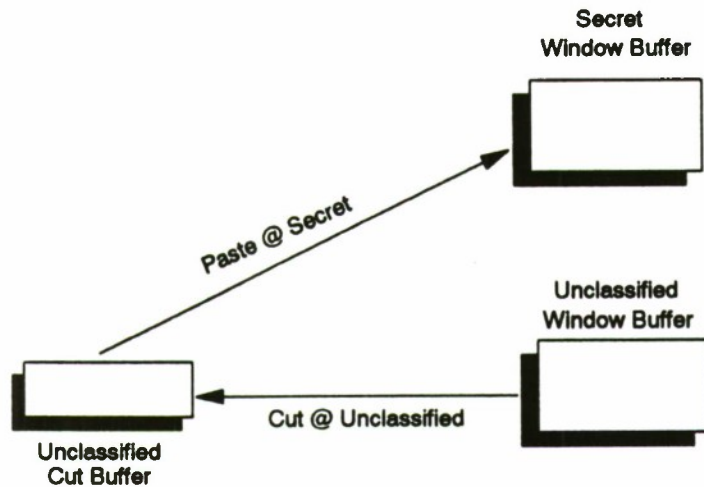 Secret
Window Buffer
Paste @ Secret
Unclassified
Window Buffer
Cut @ Unclassified
Unclassified
Cut Buffer